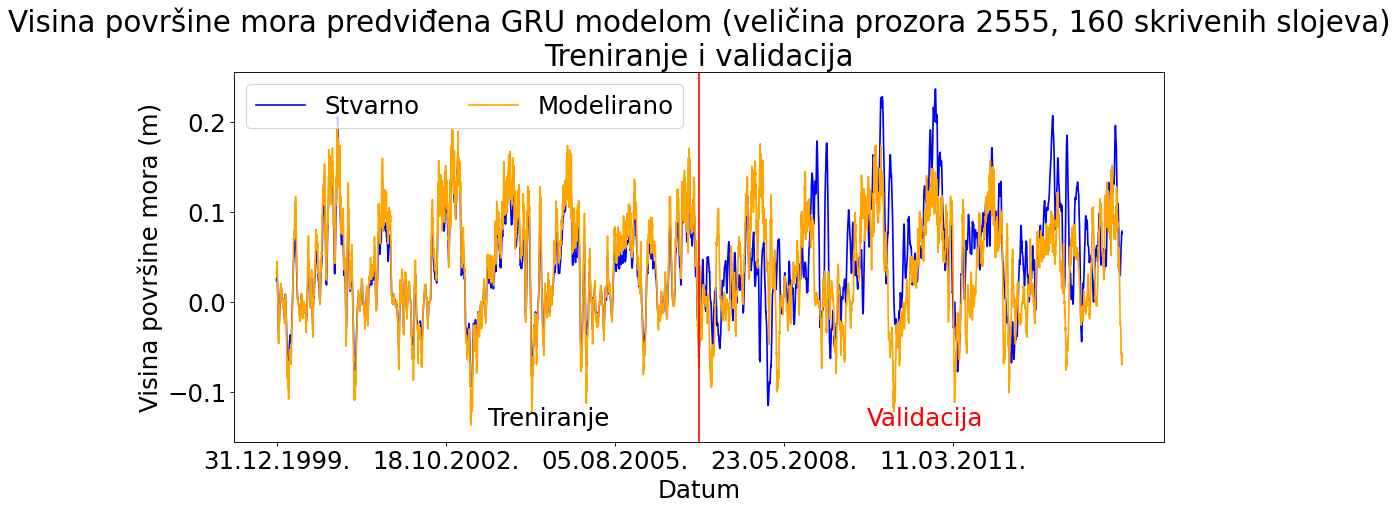 Visina površine mora predviđena GRU modelom (veličina prozora 2555, 160 skrivenih slojeva)
Treniranje i validacija
Stvarno
Modelirano
Visina površine mora (m)
0.2
0.1
0.0
−0.1
Treniranje
Validacija
31.12.1999.
18.10.2002.
05.08.2005.
23.05.2008.
11.03.2011.
Datum